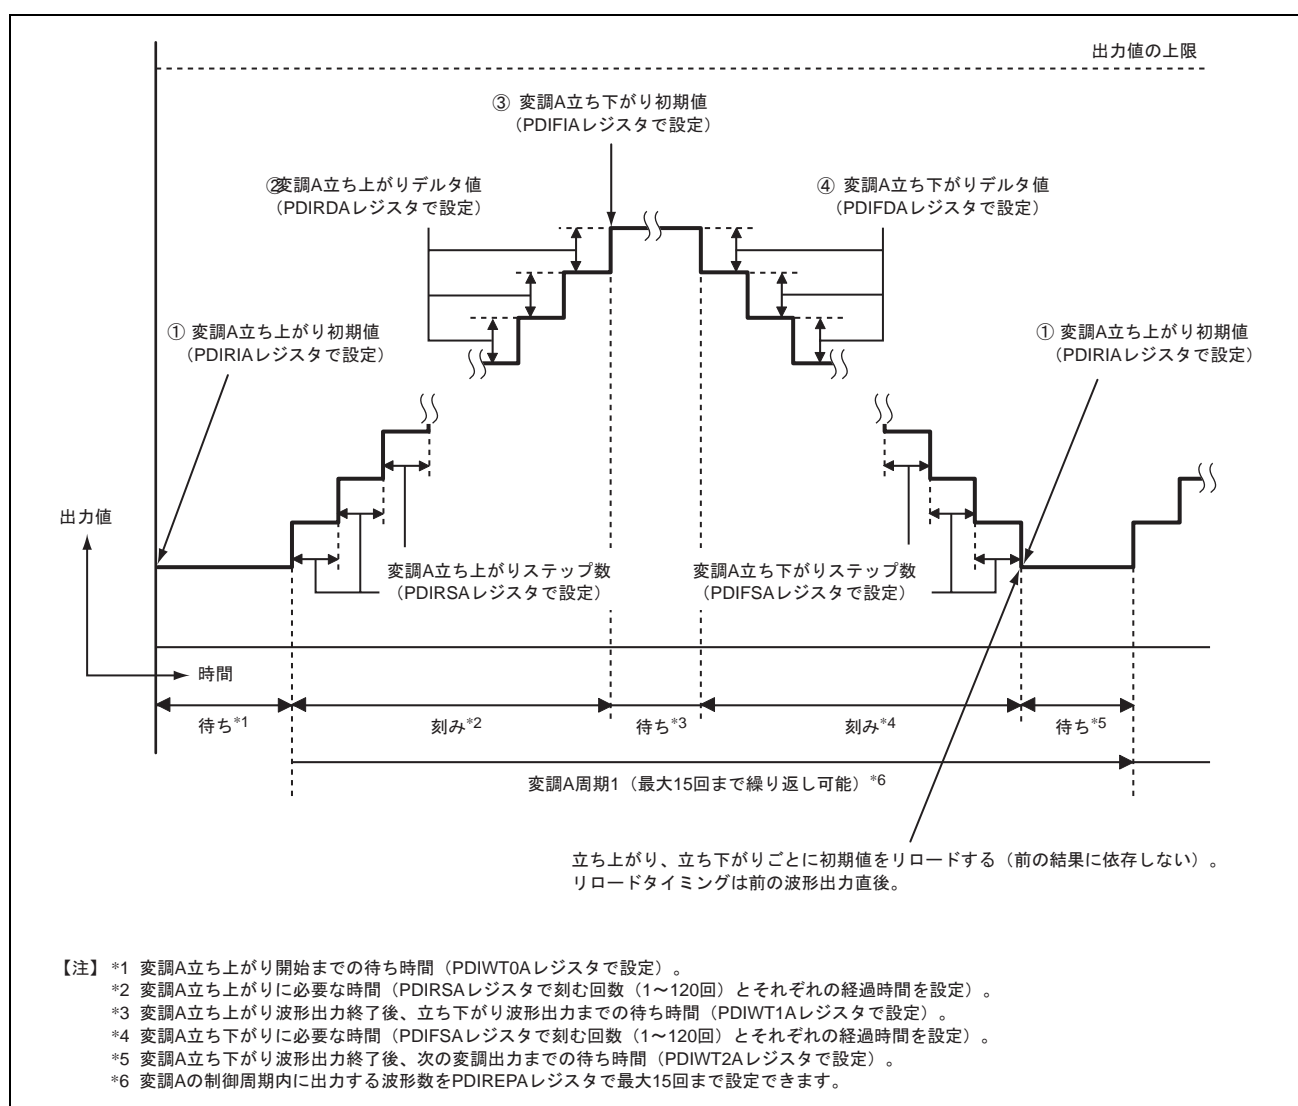 出力値の上限
③ 変調A立ち下がり初期値
（PDIFIAレジスタで設定）
②変調A立ち上がりデルタ値
（PDIRDAレジスタで設定）
④ 変調A立ち下がりデルタ値
（PDIFDAレジスタで設定）
① 変調A立ち上がり初期値
（PDIRIAレジスタで設定）
① 変調A立ち上がり初期値
（PDIRIAレジスタで設定）
出力値
変調A立ち上がりステップ数
（PDIRSAレジスタで設定）
変調A立ち下がりステップ数
（PDIFSAレジスタで設定）
時間
待ち*1
刻み*2
待ち*3
刻み*4
待ち*5
変調A周期1（最大15回まで繰り返し可能）*6
立ち上がり、立ち下がりごとに初期値をリロードする（前の結果に依存しない）。
リロードタイミングは前の波形出力直後。
【注】 *1 変調A立ち上がり開始までの待ち時間（PDIWT0Aレジスタで設定）。
*2 変調A立ち上がりに必要な時間（PDIRSAレジスタで刻む回数（1～120回）とそれぞれの経過時間を設定）。
*3 変調A立ち上がり波形出力終了後、立ち下がり波形出力までの待ち時間（PDIWT1Aレジスタで設定）。
*4 変調A立ち下がりに必要な時間（PDIFSAレジスタで刻む回数（1～120回）とそれぞれの経過時間を設定）。
*5 変調A立ち下がり波形出力終了後、次の変調出力までの待ち時間（PDIWT2Aレジスタで設定）。
*6 変調Aの制御周期内に出力する波形数をPDIREPAレジスタで最大15回まで設定できます。